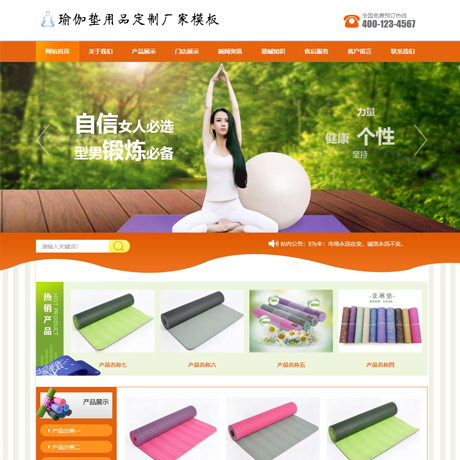 瑜伽垫用品定制厂家模板
全国免费预订热线
400-123-4567
网站首页 关于我们 产品展示 门店展示 新闻资讯 器械知识 售后服务 客户留言 联系我们
自信女人必选
型男锻炼必备
力量
健康 个性
坚持
请输入关键词!
站内公告：S为本：市场永远在变，诚信永远不变。
热销产品
HOT PRODUCT
亚麻垫
产品名称七 产品名称六 产品名称五 产品名称四
产品展示
产品分类一
产品分类二